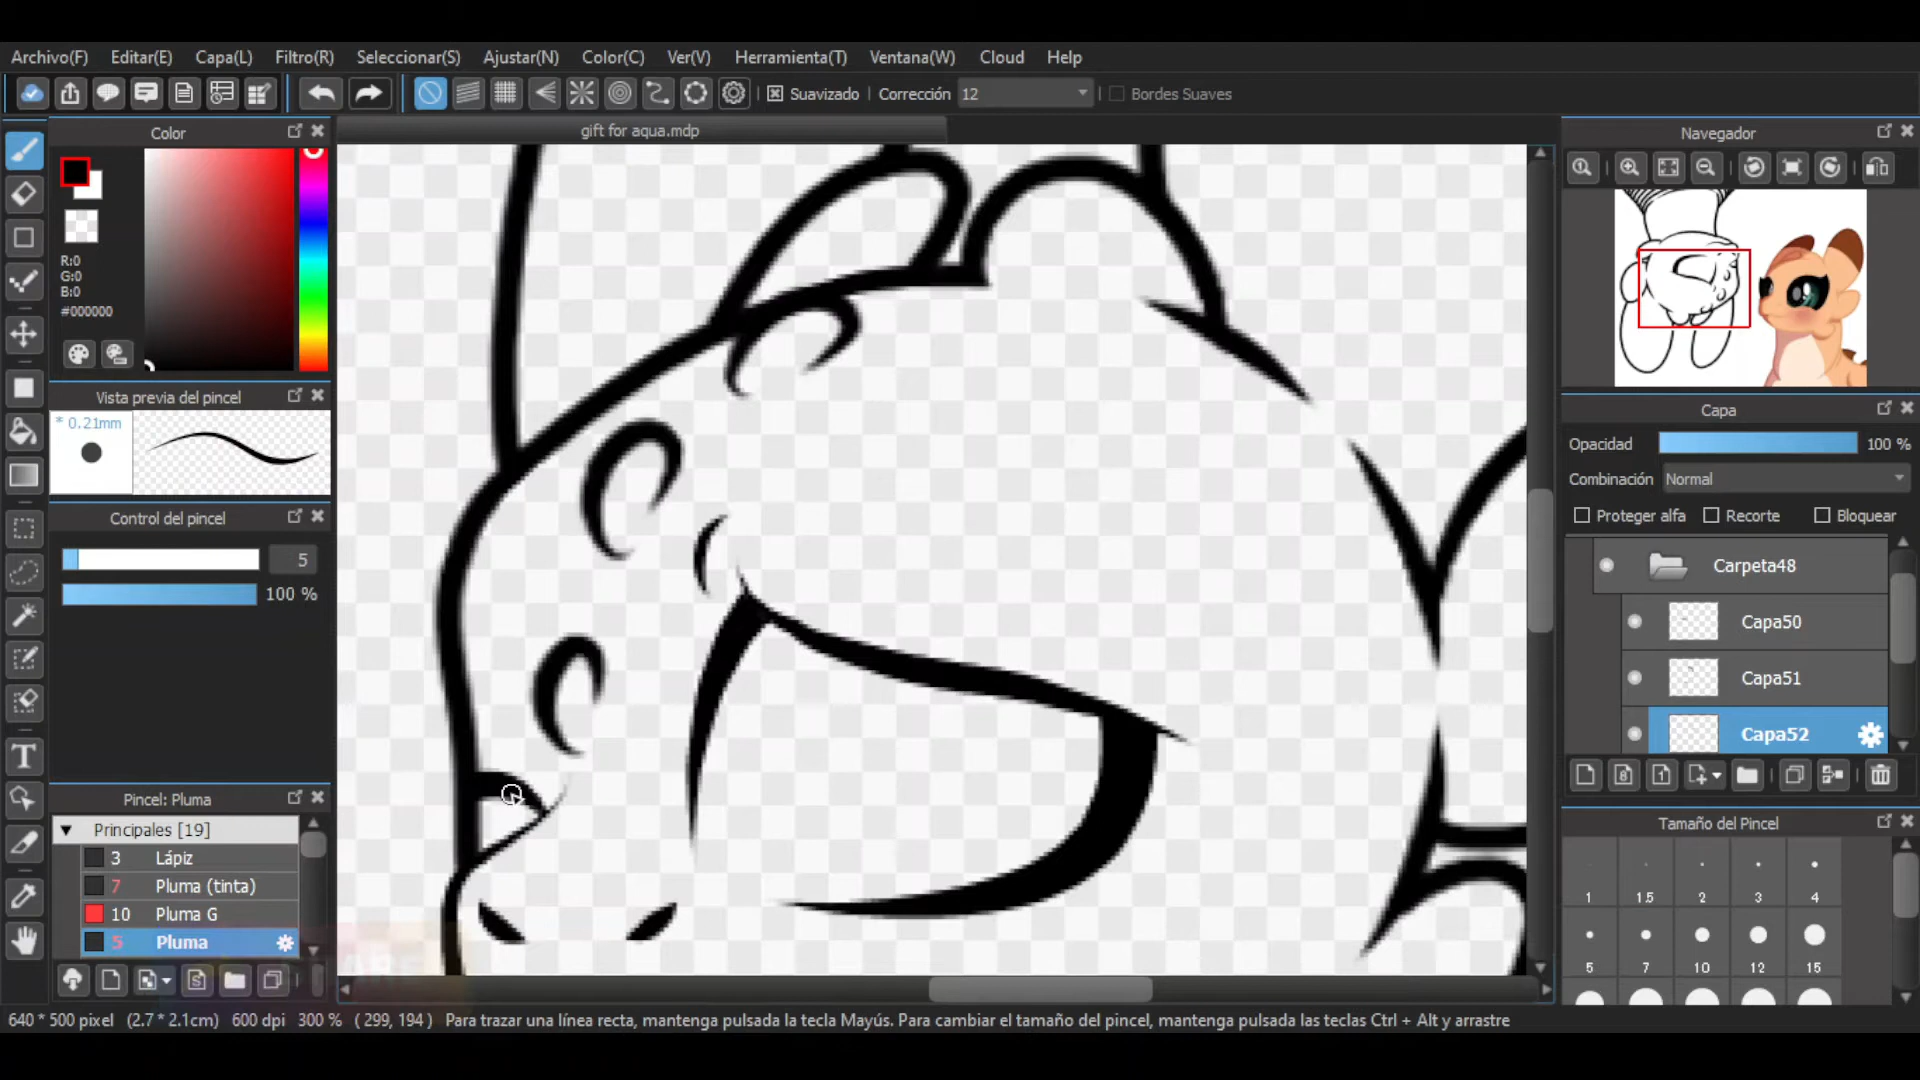 Archivo(F) Editar(E) Capa(L) Filtro(R) Seleccionar(S) Ajustar(N) Color(C) Ver(V) Herramienta(T) Ventana(W) Cloud Help
Suavizado Corrección 12 Bordes Suaves
Color
gift for aqua.mdp
Navegador
R:0
G:0
B:0
#000000
Vista previa del pincel
* 0.21mm
Control del pincel
5
100 %
Pincel: Pluma
Principales [19]
3 Lápiz
7 Pluma (tinta)
10 Pluma G
5 Pluma
Capa
Opacidad 100 %
Combinación Normal
Proteger alfa Recorte Bloquear
Carpeta48
Capa50
Capa51
Capa52
Tamaño del Pincel
1 1.5 2 3 4
5 7 10 12 15
640 * 500 pixel (2.7 * 2.1cm) 600 dpi 300 % ( 299, 194 ) Para trazar una línea recta, mantenga pulsada la tecla Mayús. Para cambiar el tamaño del pincel, mantenga pulsada las teclas Ctrl + Alt y arrastre